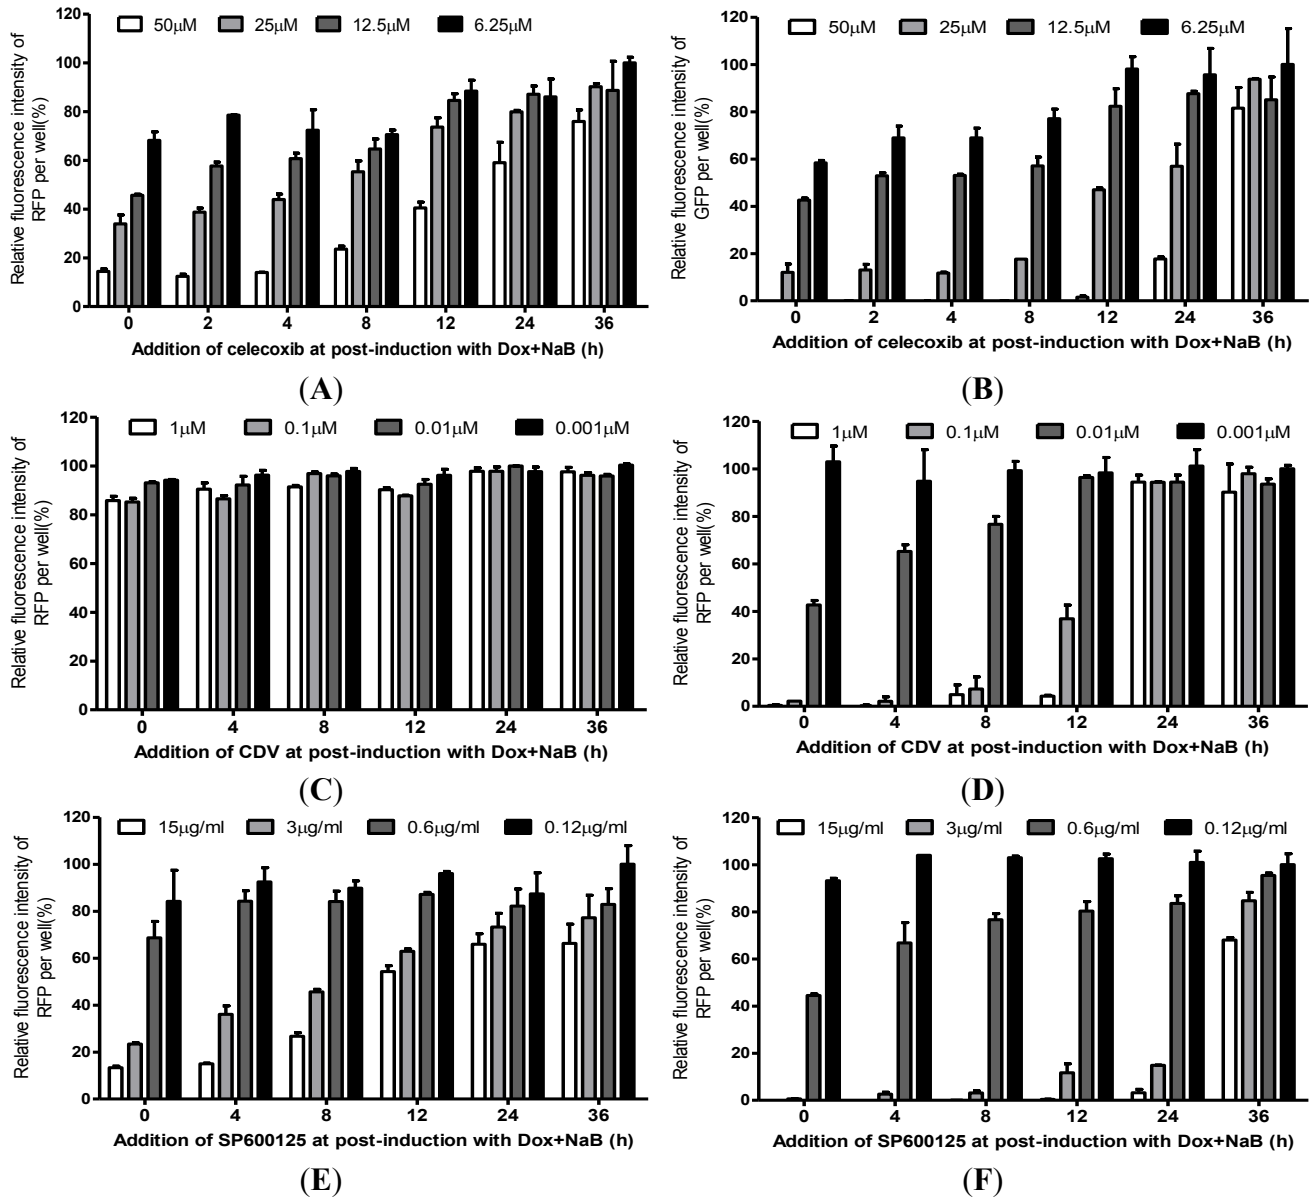 Relative fluorescence intensity of
RFP per well(%)
120
100
80
60
40
20
0
50μM 25μM 12.5μM 6.25μM
0 2 4 8 12 24 36
Addition of celecoxib at post-induction with Dox+NaB (h)
(A)
Relative fluorescence intensity of
GFP per well(%)
120
100
80
60
40
20
0
50μM 25μM 12.5μM 6.25μM
0 2 4 8 12 24 36
Addition of celecoxib at post-induction with Dox+NaB (h)
(B)
Relative fluorescence intensity of
RFP per well(%)
120
100
80
60
40
20
0
1μM 0.1μM 0.01μM 0.001μM
0 4 8 12 24 36
Addition of CDV at post-induction with Dox+NaB (h)
(C)
Relative fluorescence intensity of
RFP per well(%)
120
100
80
60
40
20
0
1μM 0.1μM 0.01μM 0.001μM
0 4 8 12 24 36
Addition of CDV at post-induction with Dox+NaB (h)
(D)
Relative fluorescence intensity of
RFP per well(%)
120
100
80
60
40
20
0
15μg/ml 3μg/ml 0.6μg/ml 0.12μg/ml
0 4 8 12 24 36
Addition of SP600125 at post-induction with Dox+NaB (h)
(E)
Relative fluorescence intensity of
RFP per well(%)
120
100
80
60
40
20
0
15μg/ml 3μg/ml 0.6μg/ml 0.12μg/ml
0 4 8 12 24 36
Addition of SP600125 at post-induction with Dox+NaB (h)
(F)